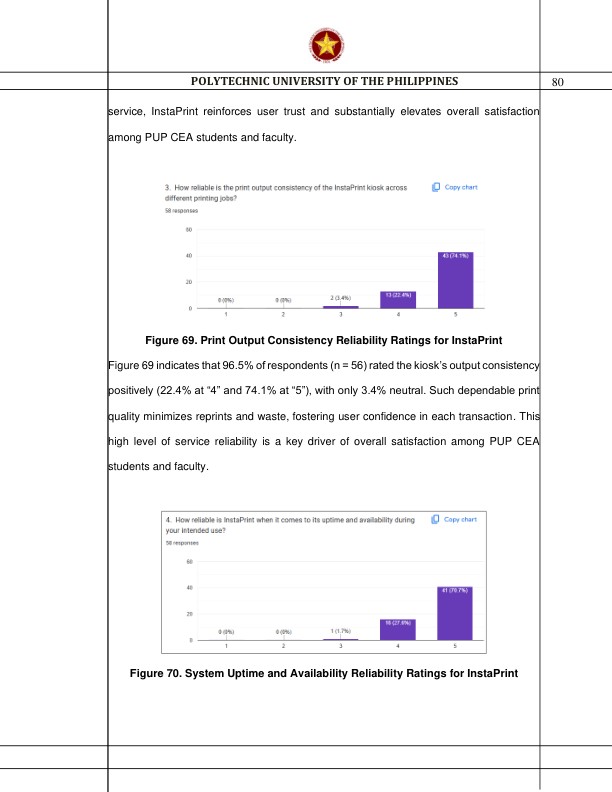 POLYTECHNIC UNIVERSITY OF THE PHILIPPINES
80
service, InstaPrint reinforces user trust and substantially elevates overall satisfaction
among PUP CEA students and faculty.
3. How reliable is the print output consistency of the InstaPrint kiosk across
different printing jobs?
Copy chart
58 responses
60
40
20
0
0 (0%)
0 (0%)
2 (3.4%)
13 (22.4%)
43 (74.1%)
1
2
3
4
5
Figure 69. Print Output Consistency Reliability Ratings for InstaPrint
Figure 69 indicates that 96.5% of respondents (n = 56) rated the kiosk’s output consistency
positively (22.4% at “4” and 74.1% at “5”), with only 3.4% neutral. Such dependable print
quality minimizes reprints and waste, fostering user confidence in each transaction. This
high level of service reliability is a key driver of overall satisfaction among PUP CEA
students and faculty.
4. How reliable is InstaPrint when it comes to its uptime and availability during
your intended use?
Copy chart
58 responses
60
40
20
0
0 (0%)
0 (0%)
1 (1.7%)
16 (27.6%)
41 (70.7%)
1
2
3
4
5
Figure 70. System Uptime and Availability Reliability Ratings for InstaPrint